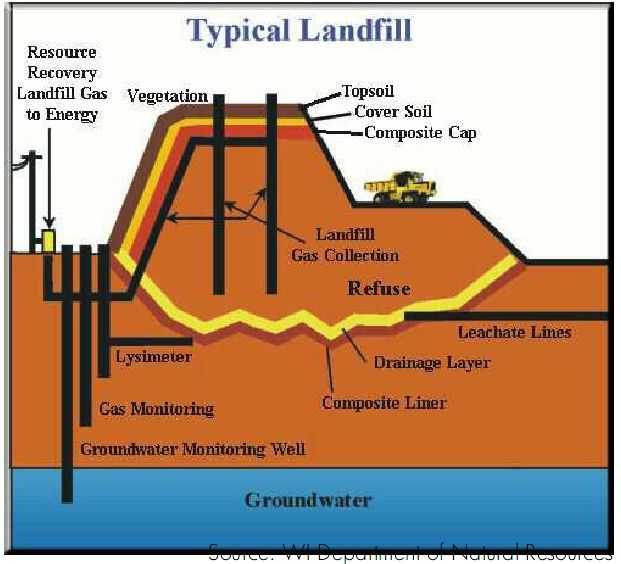 Typical Landfill
Resource
Recovery
Landfill Gas
to Energy
Vegetation
Topsoil
Cover Soil
Composite Cap
Landfill
Gas Collection
Refuse
Leachate Lines
Lysimeter
Drainage Layer
Composite Liner
Gas Monitoring
Groundwater Monitoring Well
Groundwater
Source: WI Department of Natural Resources